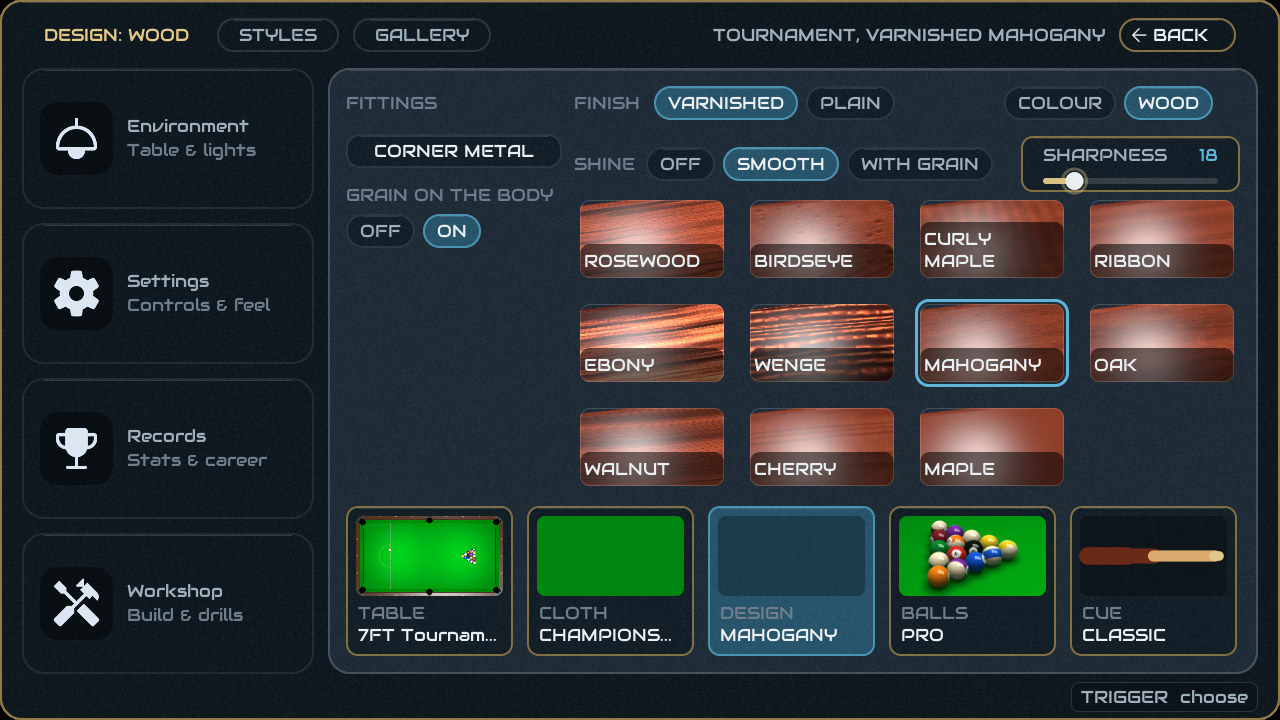 DESIGN: WOOD
STYLES
GALLERY
TOURNAMENT, VARNISHED MAHOGANY
← BACK
Environment
Table & lights
Settings
Controls & feel
Records
Stats & career
Workshop
Build & drills
FITTINGS
CORNER METAL
GRAIN ON THE BODY
OFF
ON
FINISH
VARNISHED
PLAIN
COLOUR
WOOD
SHINE
OFF
SMOOTH
WITH GRAIN
SHARPNESS 18
ROSEWOOD
BIRDSEYE
CURLY
MAPLE
RIBBON
EBONY
WENGE
MAHOGANY
OAK
WALNUT
CHERRY
MAPLE
TABLE
7FT Tournam...
CLOTH
CHAMPIONS...
DESIGN
MAHOGANY
BALLS
PRO
CUE
CLASSIC
TRIGGER choose